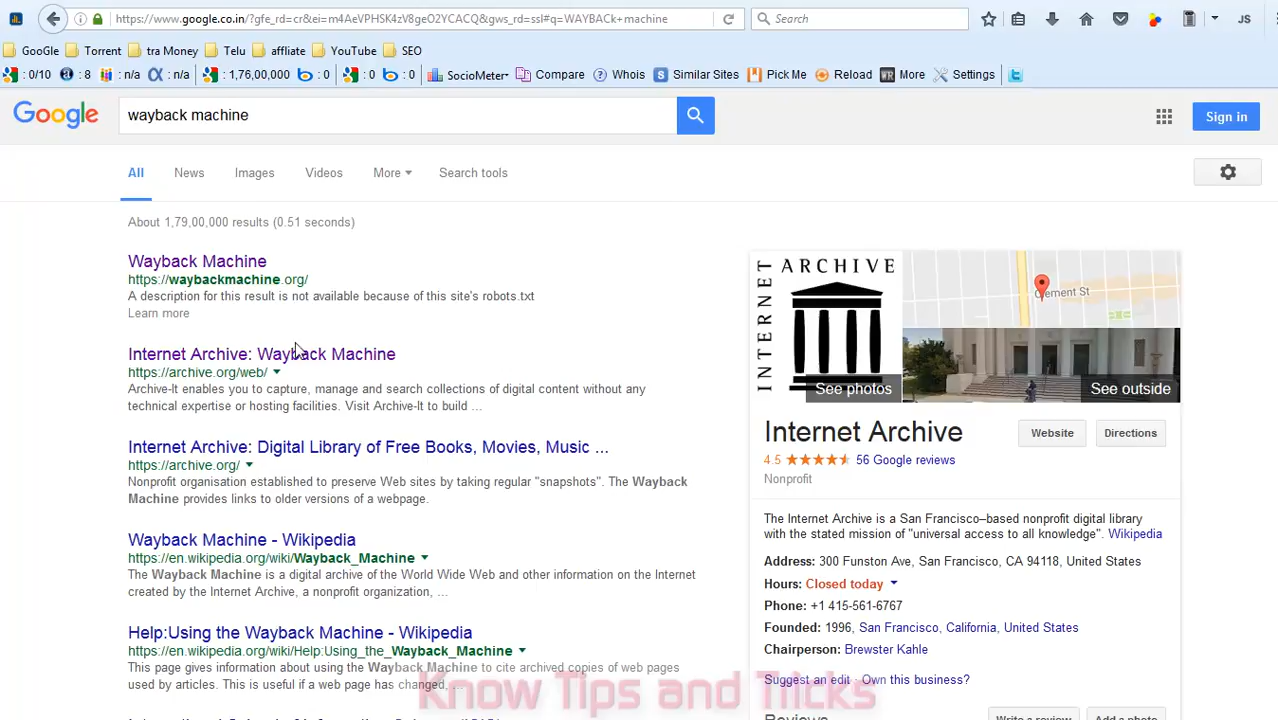 https://www.google.co.in/?gfe_rd=cr&ei=m4AeVPHSK4zV8geO2YCACQ&gws_rd=ssl#q=WAYBACk+machine
Search
JS
GooGle Torrent tra Money Telu affliate YouTube SEO
: 0/10 : 8 : n/a : n/a : 1,76,00,000 : 0 : 0 : 0 SocioMeter Compare Whois Similar Sites Pick Me Reload More Settings
Google
wayback machine
Sign in
All News Images Videos More Search tools
About 1,79,00,000 results (0.51 seconds)
Wayback Machine
https://waybackmachine.org/
A description for this result is not available because of this site's robots.txt
Learn more
Internet Archive: Wayback Machine
https://archive.org/web/
Archive-It enables you to capture, manage and search collections of digital content without any
technical expertise or hosting facilities. Visit Archive-It to build ...
Internet Archive: Digital Library of Free Books, Movies, Music ...
https://archive.org/
Nonprofit organisation established to preserve Web sites by taking regular "snapshots". The Wayback
Machine provides links to older versions of a webpage.
Wayback Machine - Wikipedia
https://en.wikipedia.org/wiki/Wayback_Machine
The Wayback Machine is a digital archive of the World Wide Web and other information on the Internet
created by the Internet Archive, a nonprofit organization, ...
Help:Using the Wayback Machine - Wikipedia
https://en.wikipedia.org/wiki/Help:Using_the_Wayback_Machine
This page gives information about using the Wayback Machine to cite archived copies of web pages
used by articles. This is useful if a web page has changed, ...
INTERNET ARCHIVE
Clement St
See photos
See outside
Internet Archive
Website
Directions
4.5 56 Google reviews
Nonprofit
The Internet Archive is a San Francisco–based nonprofit digital library
with the stated mission of "universal access to all knowledge". Wikipedia
Address: 300 Funston Ave, San Francisco, CA 94118, United States
Hours: Closed today
Phone: +1 415-561-6767
Founded: 1996, San Francisco, California, United States
Chairperson: Brewster Kahle
Suggest an edit · Own this business?
Reviews
Write a review
Add a photo
Know Tips and Tricks